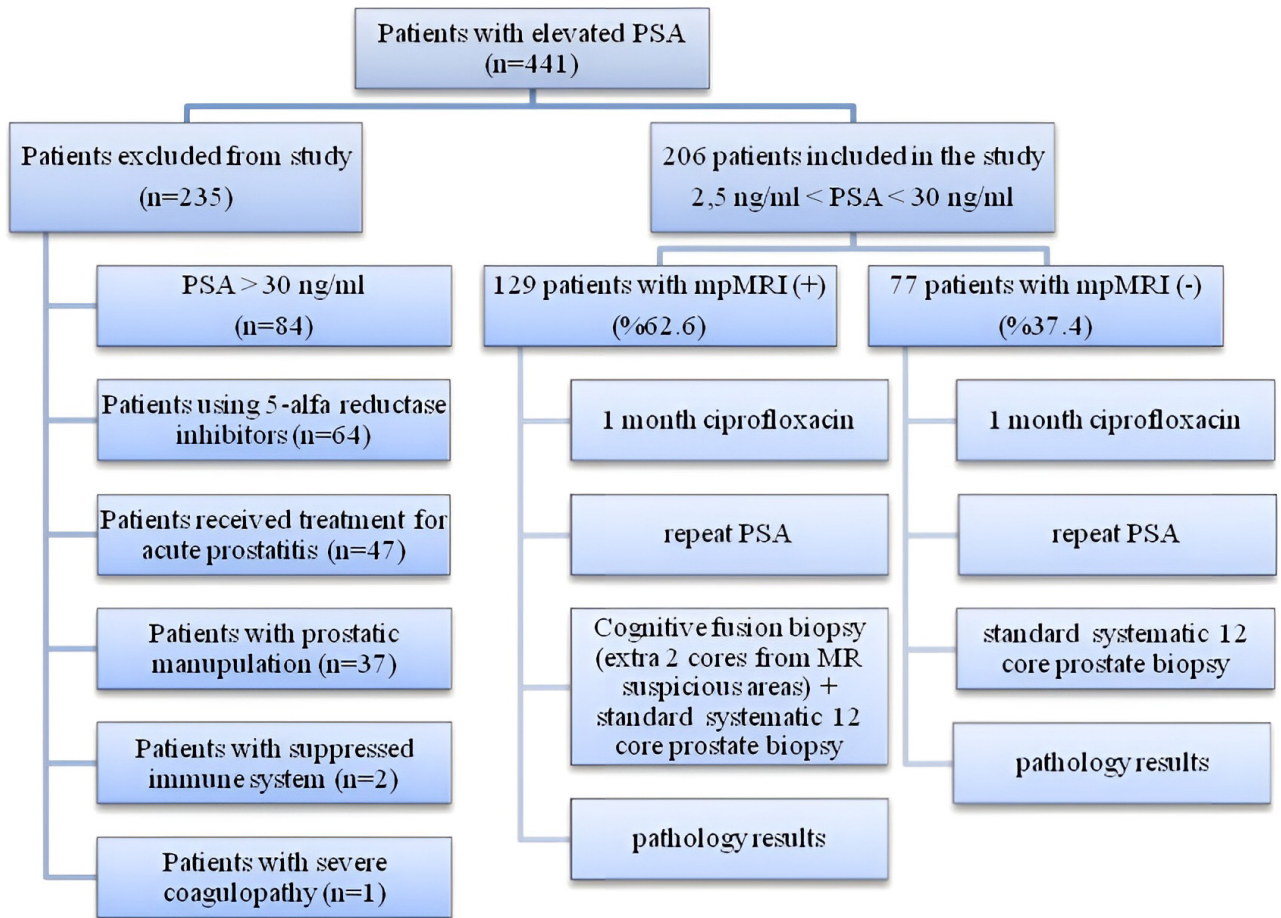 Patients with elevated PSA
(n=441)
Patients excluded from study
(n=235)
PSA > 30 ng/ml
(n=84)
Patients using 5-alfa reductase
inhibitors (n=64)
Patients received treatment for
acute prostatitis (n=47)
Patients with prostatic
manupulation (n=37)
Patients with suppressed
immune system (n=2)
Patients with severe
coagulopathy (n=1)
206 patients included in the study
2,5 ng/ml < PSA < 30 ng/ml
129 patients with mpMRI (+)
(%62.6)
1 month ciprofloxacin
repeat PSA
Cognitive fusion biopsy
(extra 2 cores from MR
suspicious areas) +
standard systematic 12
core prostate biopsy
pathology results
77 patients with mpMRI (-)
(%37.4)
1 month ciprofloxacin
repeat PSA
standard systematic 12
core prostate biopsy
pathology results